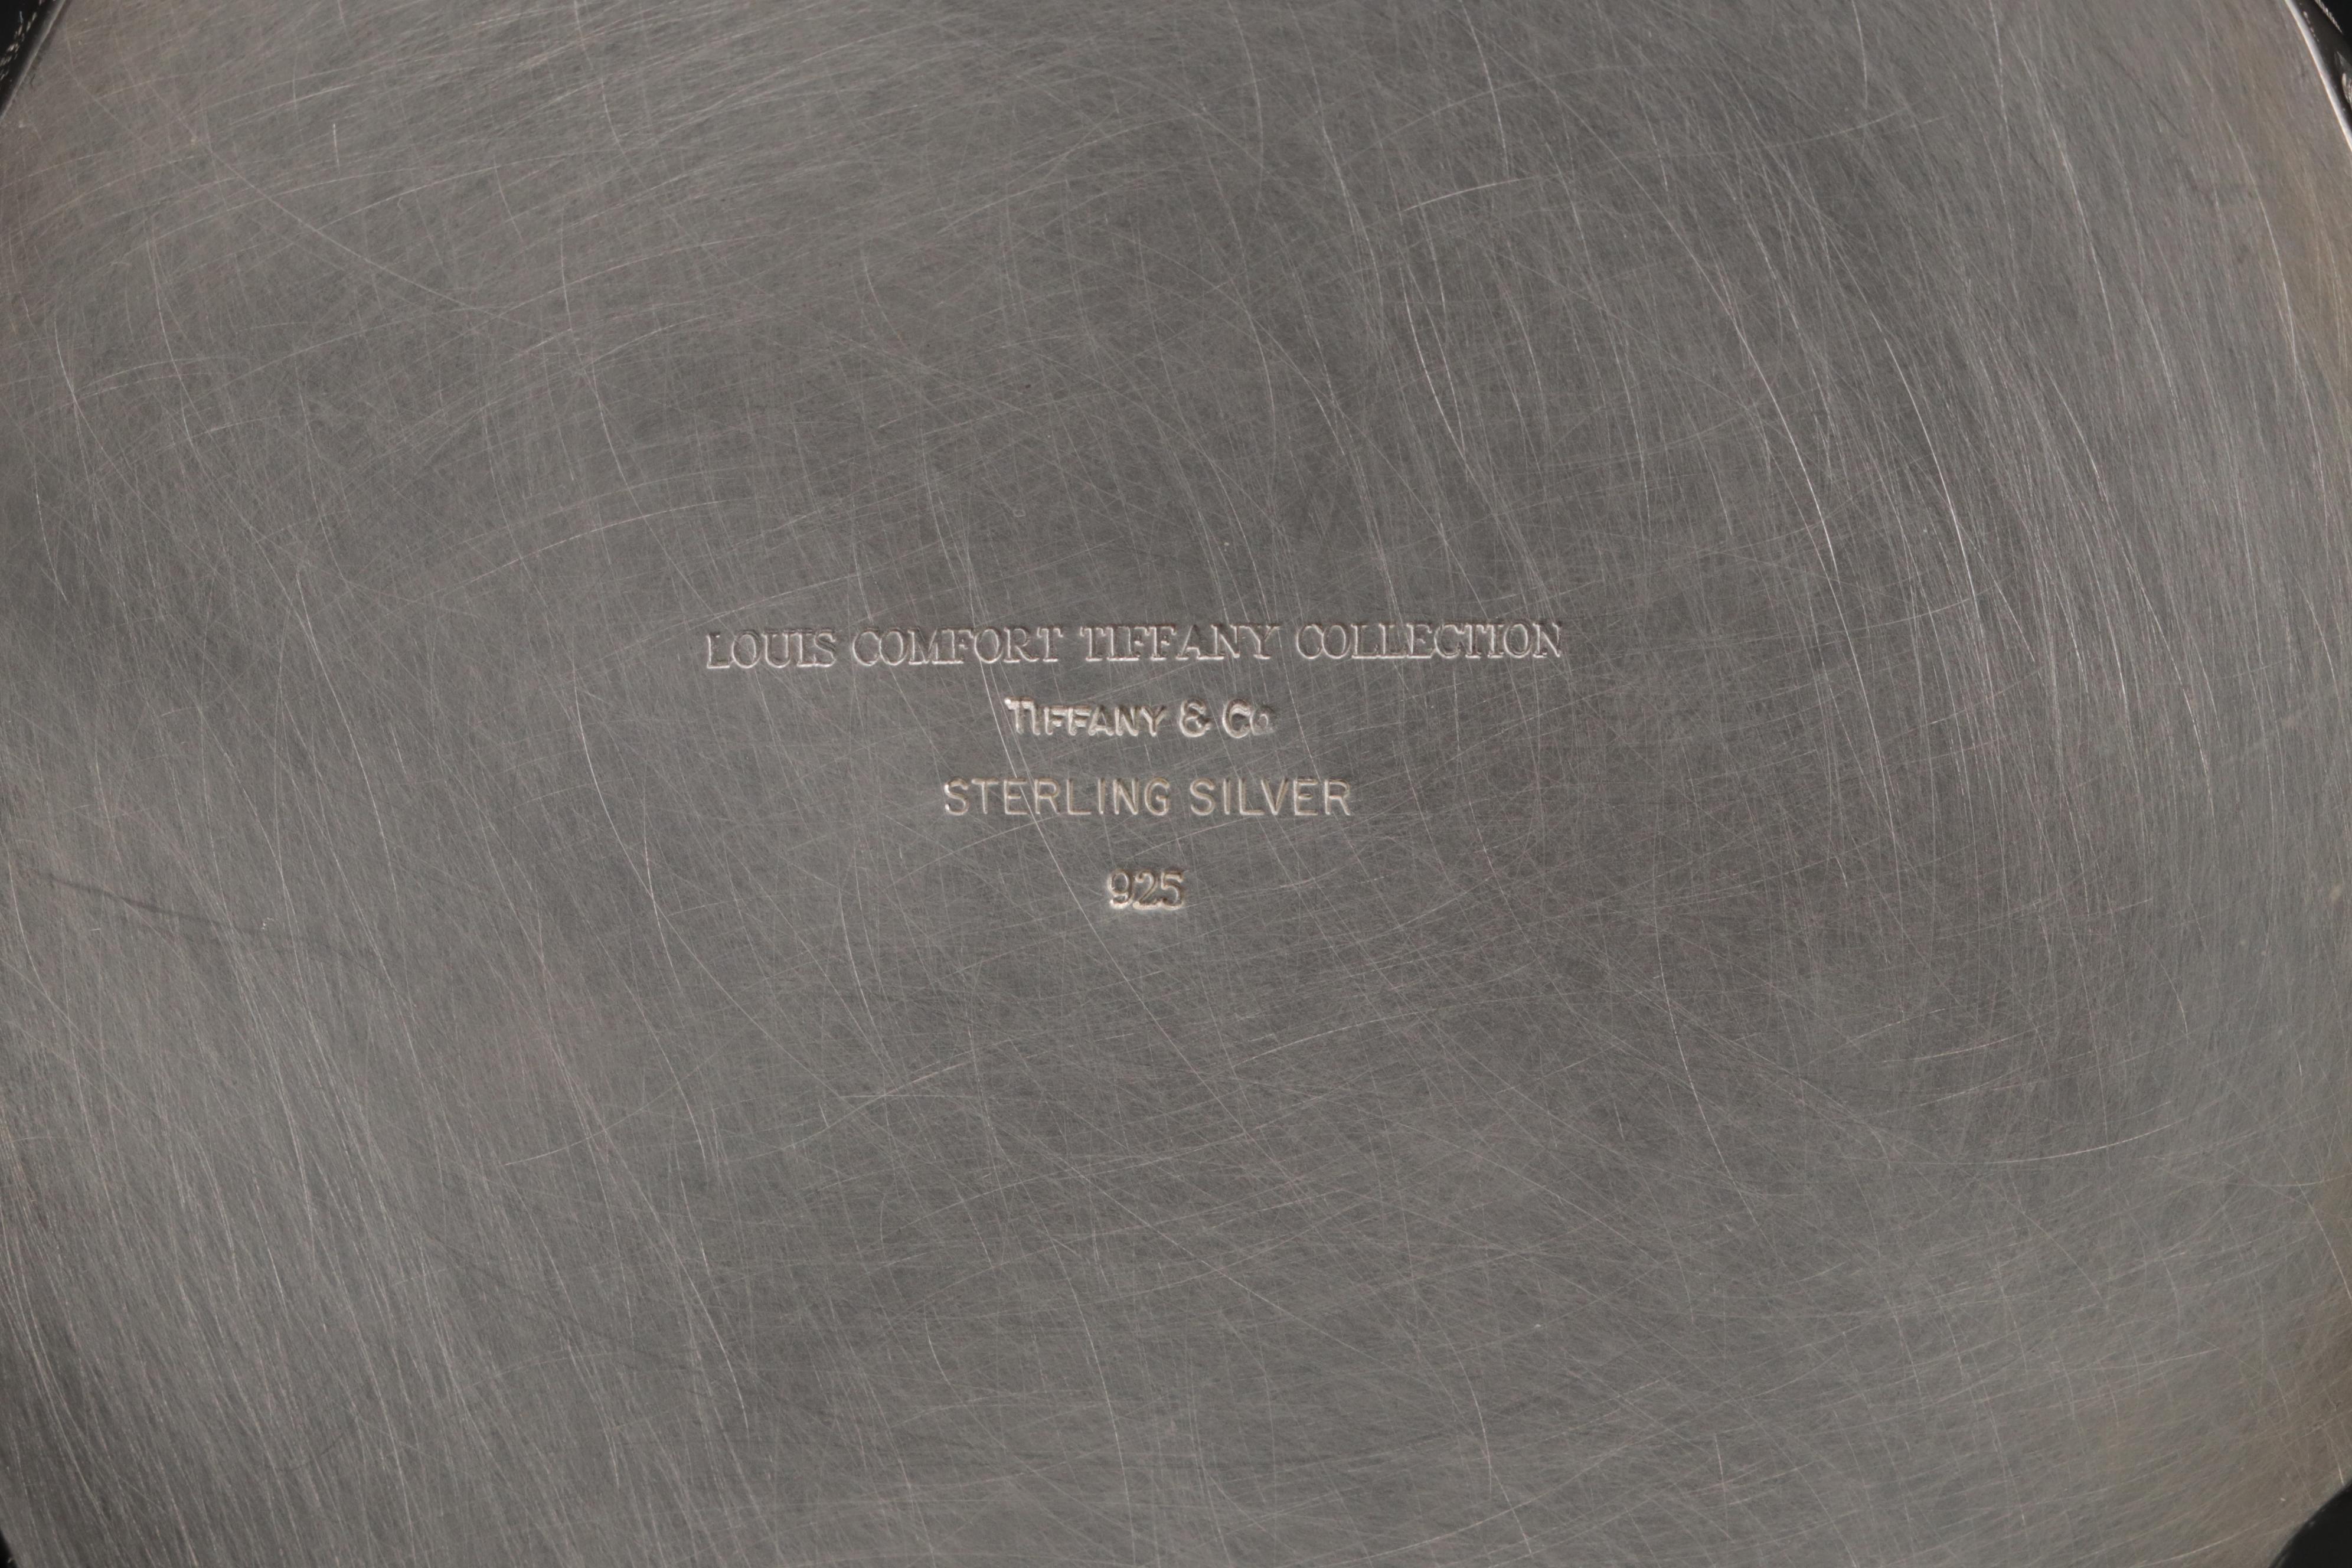 LOUIS COMFORT TIFFANY COLLECTION
TIFFANY & Co
STERLING SILVER
925